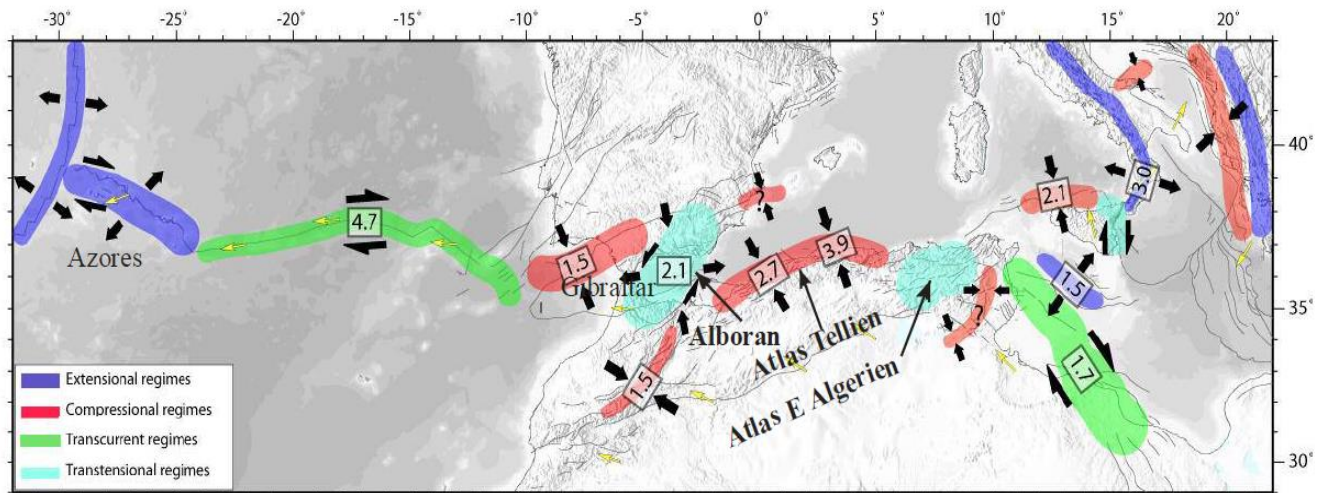 -30° -25° -20° -15° -10° -5° 0° 5° 10° 15° 20°
40°
3.0
2.1
?
4.7
Azores
1.5
2.1
3.9
2.7
1.5
Gibraltar
35°
Alboran
?
Atlas Tellien
1.7
1.5
Atlas E Algerien
Extensional regimes
Compressional regimes
Transcurrent regimes
Transtensional regimes
30°